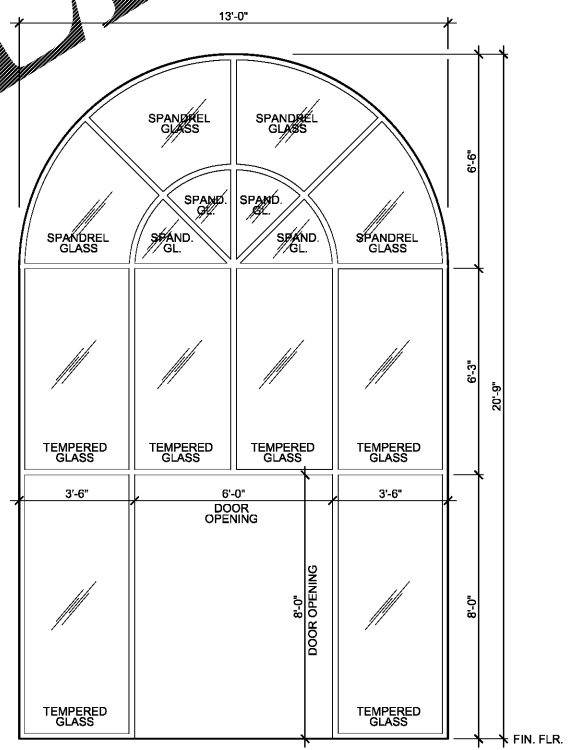 13'-0"
SPANDREL
GLASS
SPANDREL
GLASS
6'-6"
SPAND.
GL.
SPAND.
GL.
SPANDREL
GLASS
SPAND.
GL.
SPAND.
GL.
SPANDREL
GLASS
6'-3"
20'-9"
TEMPERED
GLASS
TEMPERED
GLASS
TEMPERED
GLASS
TEMPERED
GLASS
3'-6"
6'-0"
DOOR
OPENING
3'-6"
8'-0"
DOOR OPENING
8'-0"
TEMPERED
GLASS
TEMPERED
GLASS
FIN. FLR.